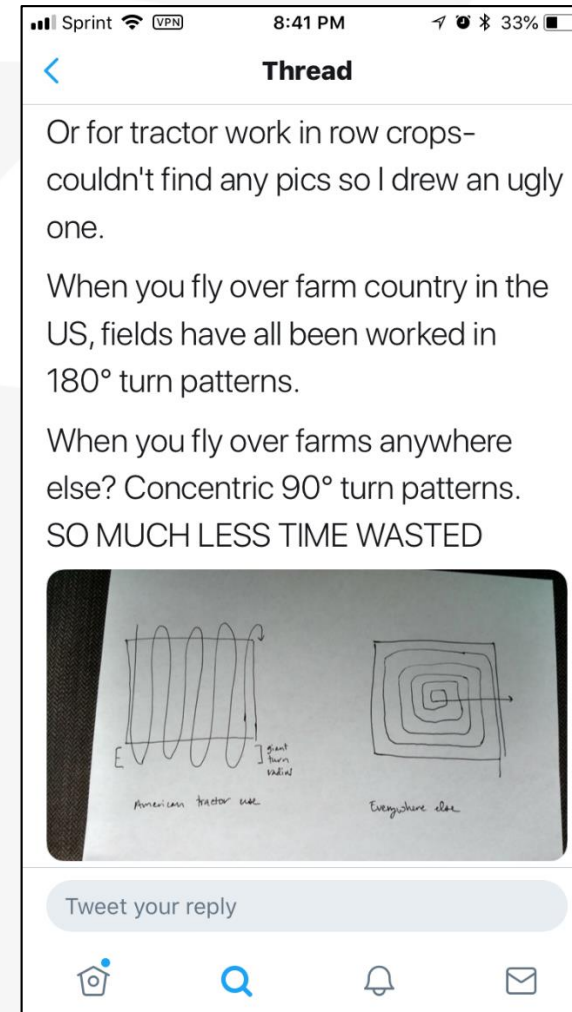 Sprint VPN 8:41 PM 33%
Thread
Or for tractor work in row crops-
couldn't find any pics so I drew an ugly
one.
When you fly over farm country in the
US, fields have all been worked in
180° turn patterns.
When you fly over farms anywhere
else? Concentric 90° turn patterns.
SO MUCH LESS TIME WASTED
giant
turn
radius
American tractor use
Everywhere else
Tweet your reply